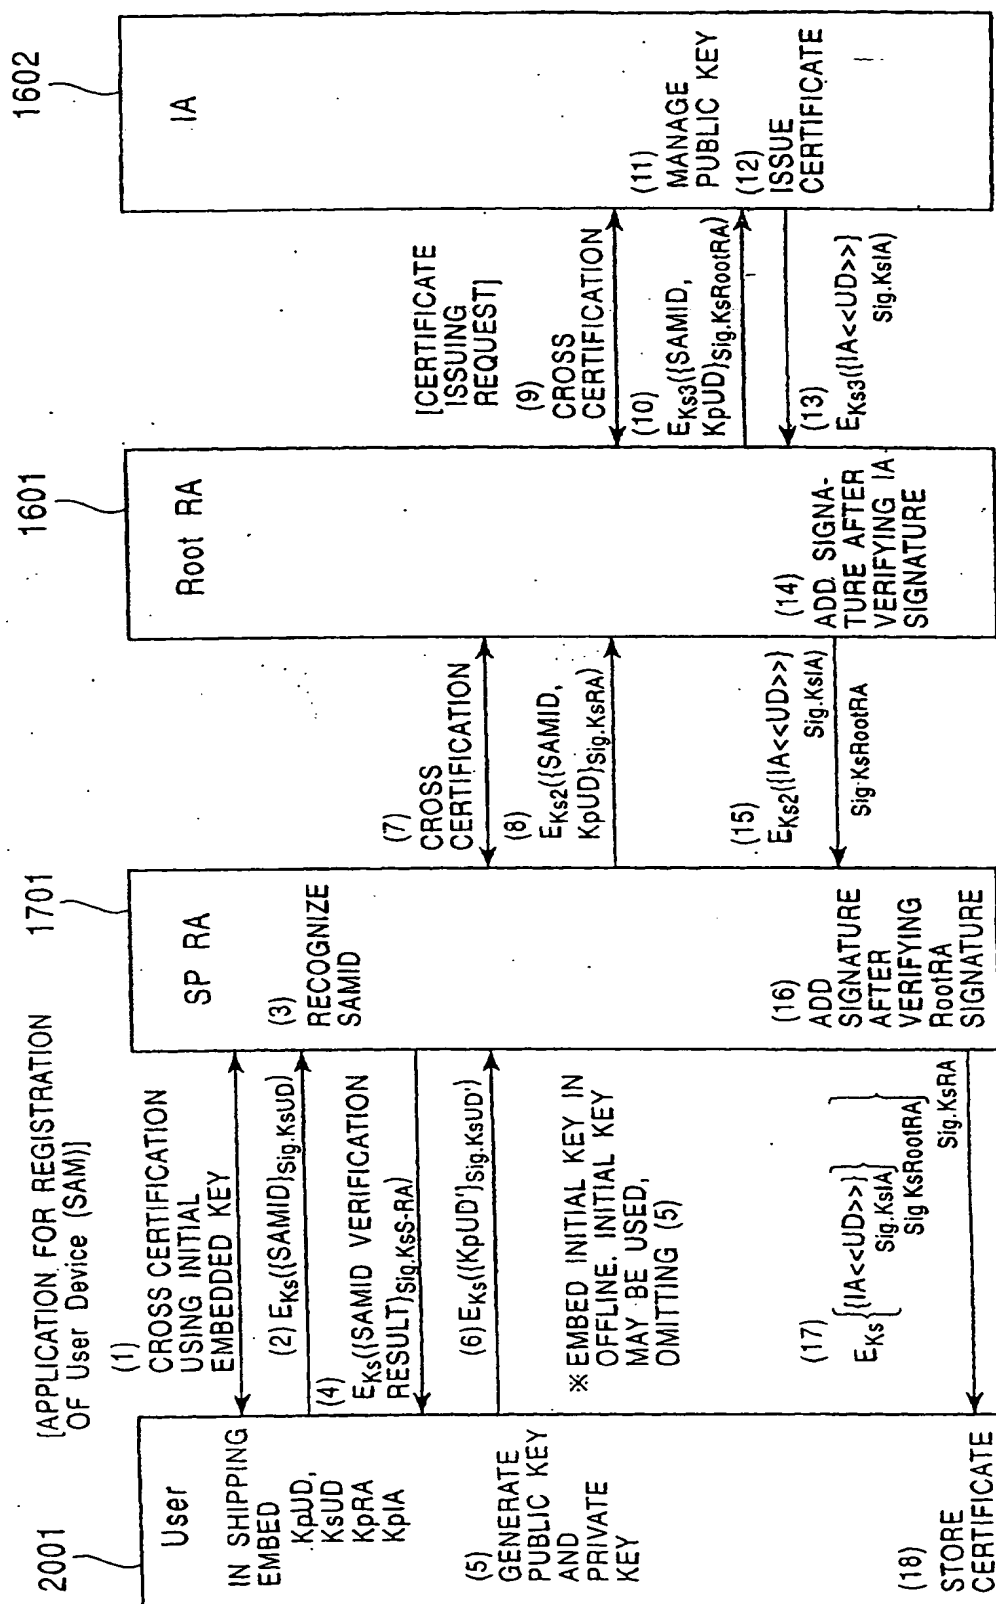 [APPLICATION FOR REGISTRATION
OF User Device (SAM)]
2001
1701
1601
1602
User
SP RA
Root RA
IA
IN SHIPPING
EMBED
KpUD,
KsUD
KpRA
KpIA
(1)
CROSS CERTIFICATION
USING INITIAL
EMBEDDED KEY
(2) EKs({SAMID}Sig.KsUD)
(3)
RECOGNIZE
SAMID
(4)
EKs({SAMID VERIFICATION
RESULT}Sig.KsS-RA)
(5)
GENERATE
PUBLIC KEY
AND
PRIVATE
KEY
(6) EKs({KpUD'}Sig.KsUD')
※EMBED INITIAL KEY IN
OFFLINE. INITIAL KEY
MAY BE USED,
OMITTING (5)
(7)
CROSS
CERTIFICATION
(8)
EKs2({SAMID,
KpUD}Sig.KsRA)
[CERTIFICATE
ISSUING
REQUEST]
(9)
CROSS
CERTIFICATION
(10)
EKs3({SAMID,
KpUD}Sig.KsRootRA)
(11)
MANAGE
PUBLIC KEY
(12)
ISSUE
CERTIFICATE
(13)
EKs3({IA<<UD>>}
Sig.KsIA)
(14)
ADD SIGNA-
TURE AFTER
VERIFYING IA
SIGNATURE
(15)
EKs2({IA<<UD>>}
Sig.KsIA)
Sig.KsRootRA
(16)
ADD
SIGNATURE
AFTER
VERIFYING
RootRA
SIGNATURE
(17)
EKs{{{IA<<UD>>}
Sig.KsIA}
Sig KsRootRA}
Sig.KsRA
(18)
STORE
CERTIFICATE